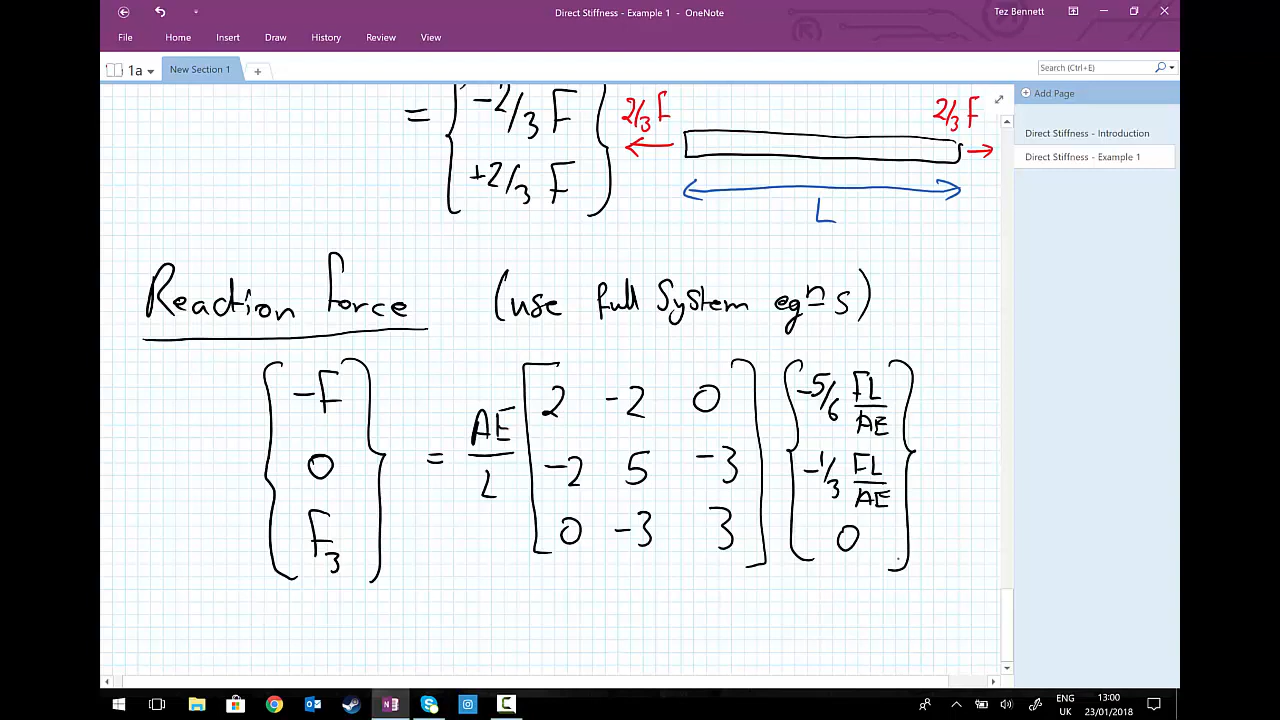 Direct Stiffness - Example 1 - OneNote
Tez Bennett
File Home Insert Draw History Review View
1a New Section 1 +
Search (Ctrl+E)
Add Page
Direct Stiffness - Introduction
Direct Stiffness - Example 1
= { -2/3 F
+2/3 F }
2/3 F 2/3 F
L
Reaction force (use full System eqⁿs)
{ -F
0
F₃ }
= AE/L
[ 2 -2 0
-2 5 -3
0 -3 3 ]
{ -5/6 FL/AE
-1/3 FL/AE
0 }
ENG
UK
13:00
23/01/2018